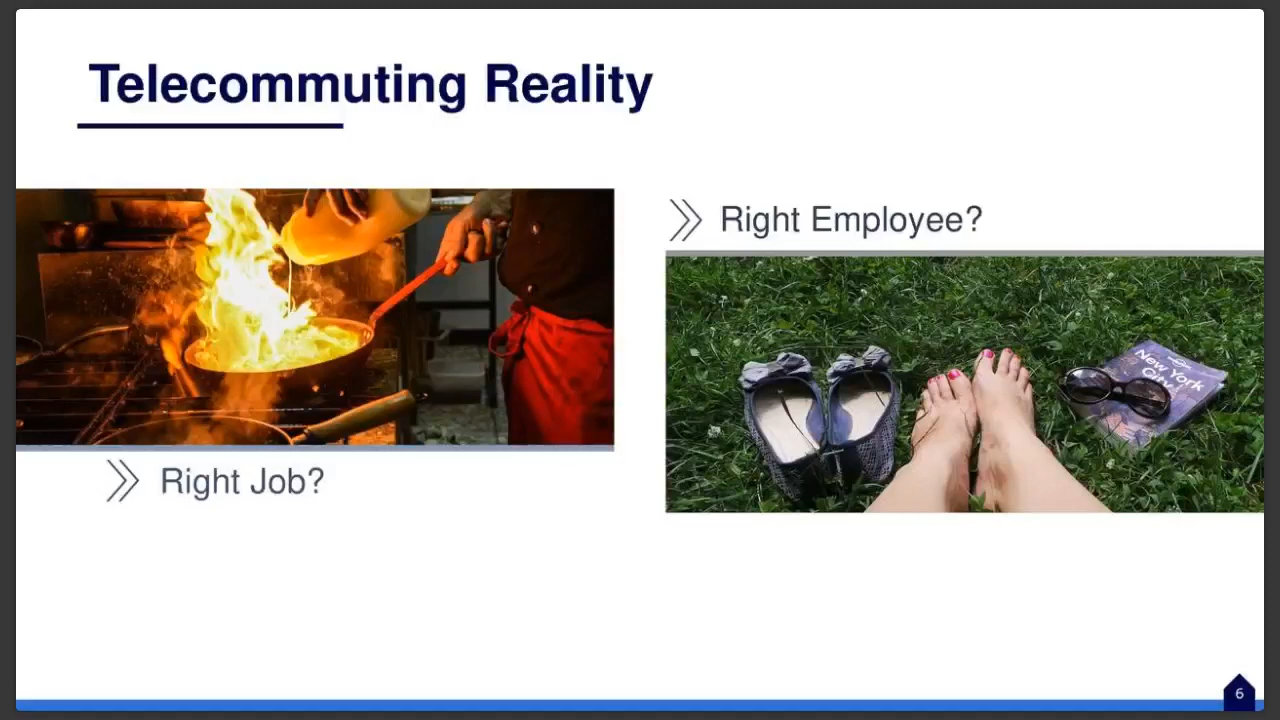 Telecommuting Reality
Right Employee?
New York
City
Right Job?
6